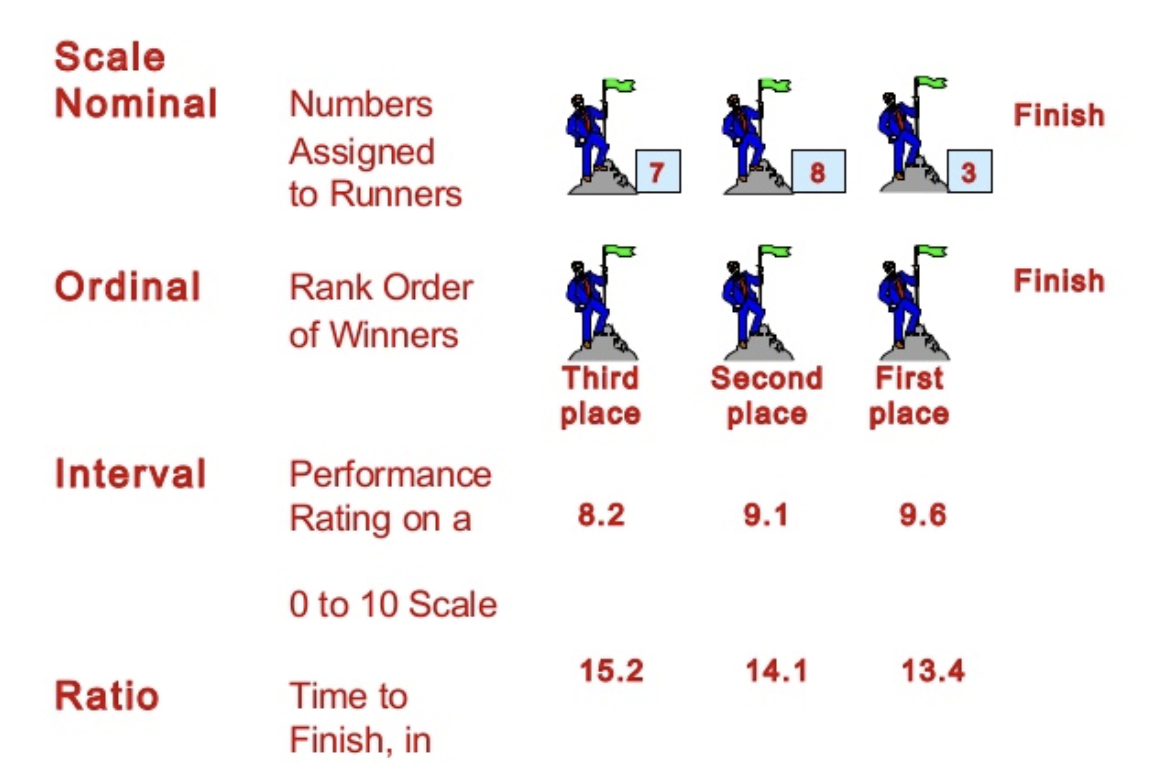 Scale
Nominal Numbers Finish
Assigned
to Runners 7 8 3
Ordinal Rank Order Finish
of Winners
Third Second First
place place place
Interval Performance
Rating on a 8.2 9.1 9.6
0 to 10 Scale
15.2 14.1 13.4
Ratio Time to
Finish, in